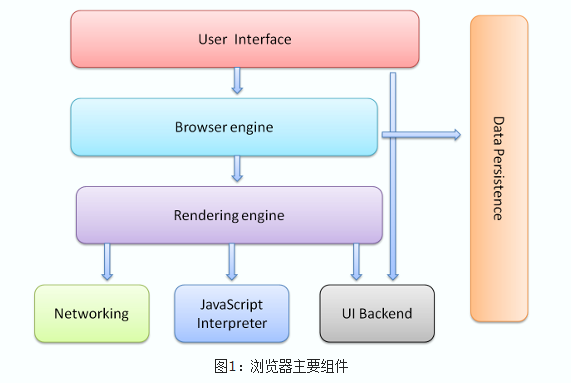 User Interface
Browser engine
Rendering engine
Networking
JavaScript
Interpreter
UI Backend
Data Persistence
图1：浏览器主要组件